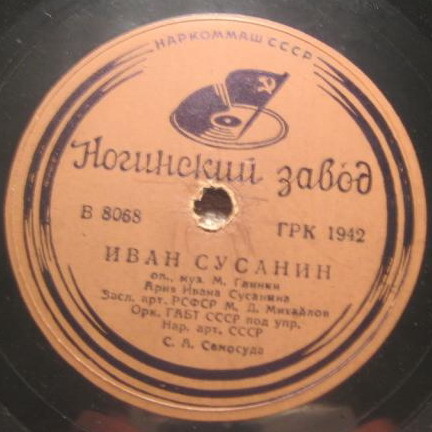 НАРКОММАШ СССР
Ногинский завод
В 8068
ГРК 1942
ИВАН СУСАНИН
оп., муз. М. Глинки
Ария Ивана Сусанина
Засл. арт. РСФСР М. Д. Михайлов
Орк. ГАБТ СССР под упр.
Нар. арт. СССР
С. А. Самосуда